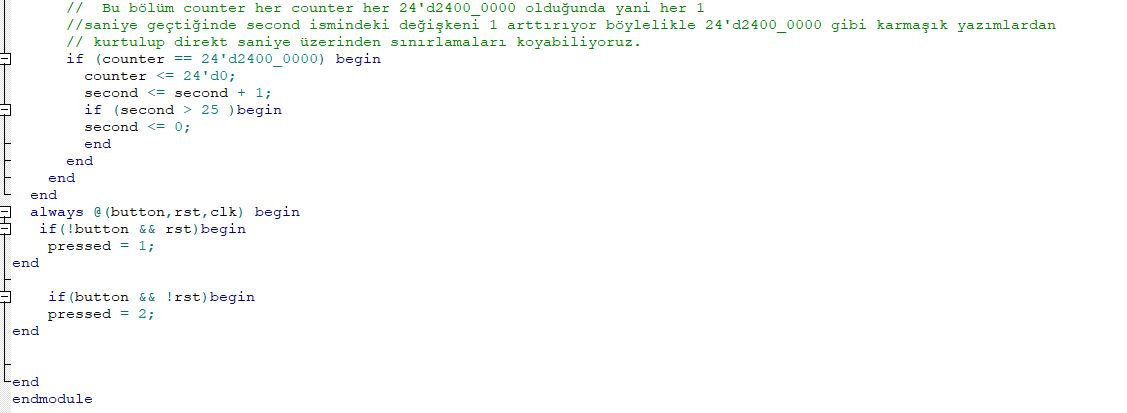 //  Bu bölüm counter her counter her 24'd2400_0000 olduğunda yani her 1
//saniye geçtiğinde second ismindeki değişkeni 1 arttırıyor böylelikle 24'd2400_0000 gibi karmaşık yazımlardan
// kurtulup direkt saniye üzerinden sınırlamaları koyabiliyoruz.
if (counter == 24'd2400_0000) begin
counter <= 24'd0;
second <= second + 1;
if (second > 25 )begin
second <= 0;
end
end
end
end
always @(button,rst,clk) begin
if(!button && rst)begin
pressed = 1;
end
if(button && !rst)begin
pressed = 2;
end
end
endmodule